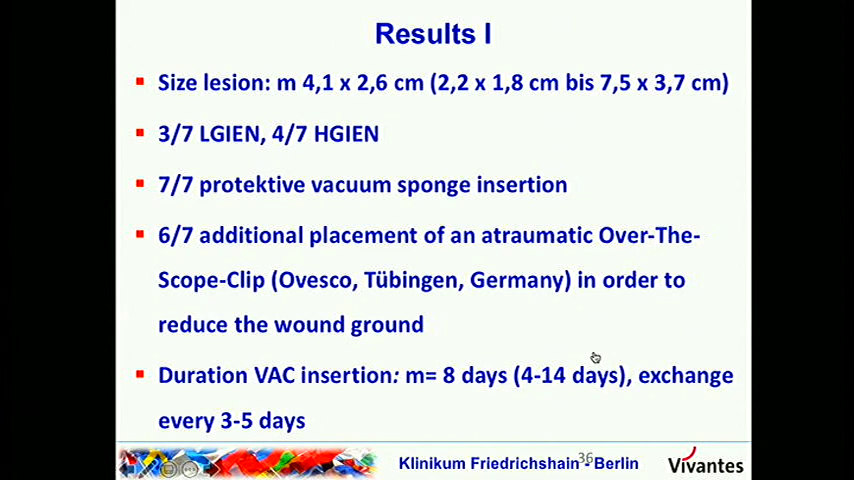 Results I
Size lesion: m 4,1 x 2,6 cm (2,2 x 1,8 cm bis 7,5 x 3,7 cm)
3/7 LGIEN, 4/7 HGIEN
7/7 protektive vacuum sponge insertion
6/7 additional placement of an atraumatic Over-The-
Scope-Clip (Ovesco, Tübingen, Germany) in order to
reduce the wound ground
Duration VAC insertion: m= 8 days (4-14 days), exchange
every 3-5 days
Klinikum Friedrichshain - Berlin
36
Vivantes